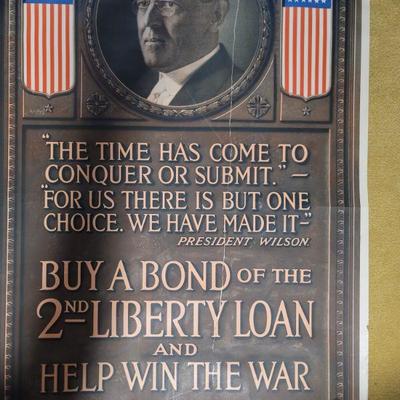 "THE TIME HAS COME TO
CONQUER OR SUBMIT."—
"FOR US THERE IS BUT ONE
CHOICE. WE HAVE MADE IT-"
PRESIDENT WILSON.
BUY A BOND OF THE
2ND LIBERTY LOAN
AND
HELP WIN THE WAR